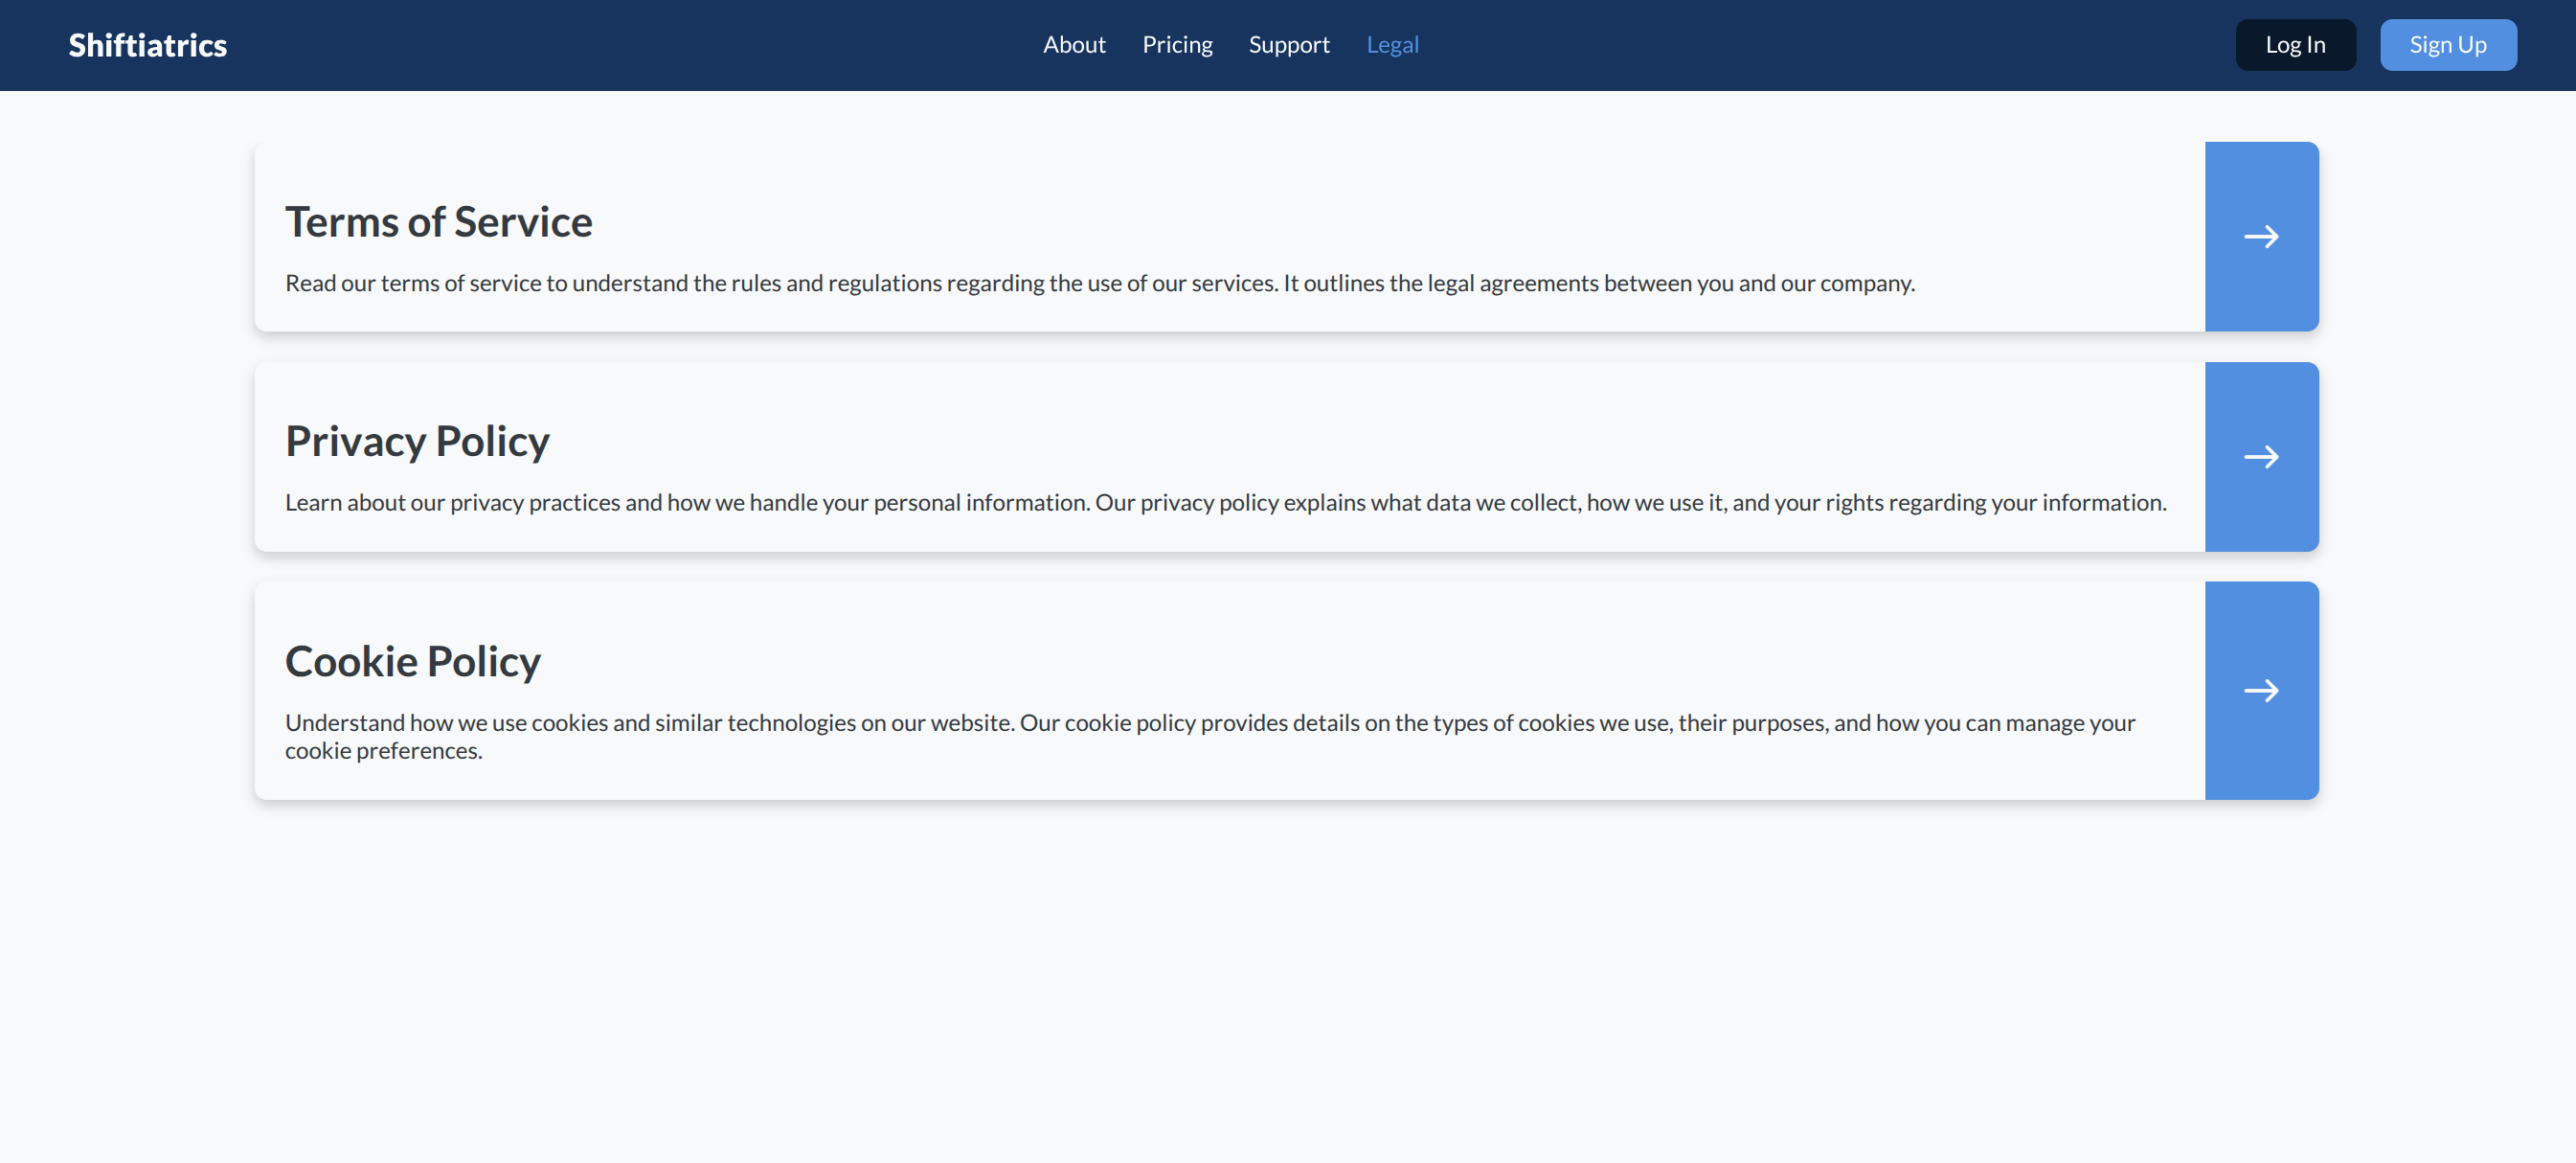 Shiftiatrics
About Pricing Support Legal
Log In Sign Up
Terms of Service
Read our terms of service to understand the rules and regulations regarding the use of our services. It outlines the legal agreements between you and our company.
Privacy Policy
Learn about our privacy practices and how we handle your personal information. Our privacy policy explains what data we collect, how we use it, and your rights regarding your information.
Cookie Policy
Understand how we use cookies and similar technologies on our website. Our cookie policy provides details on the types of cookies we use, their purposes, and how you can manage your
cookie preferences.